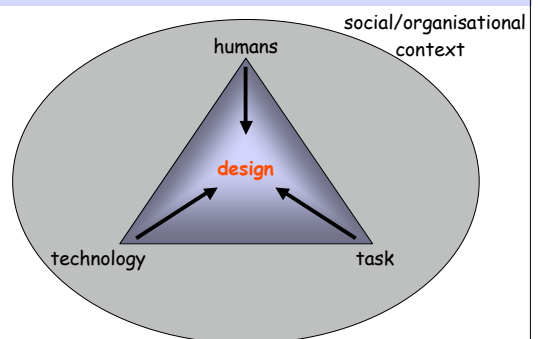 social/organisational
context
humans
design
technology
task